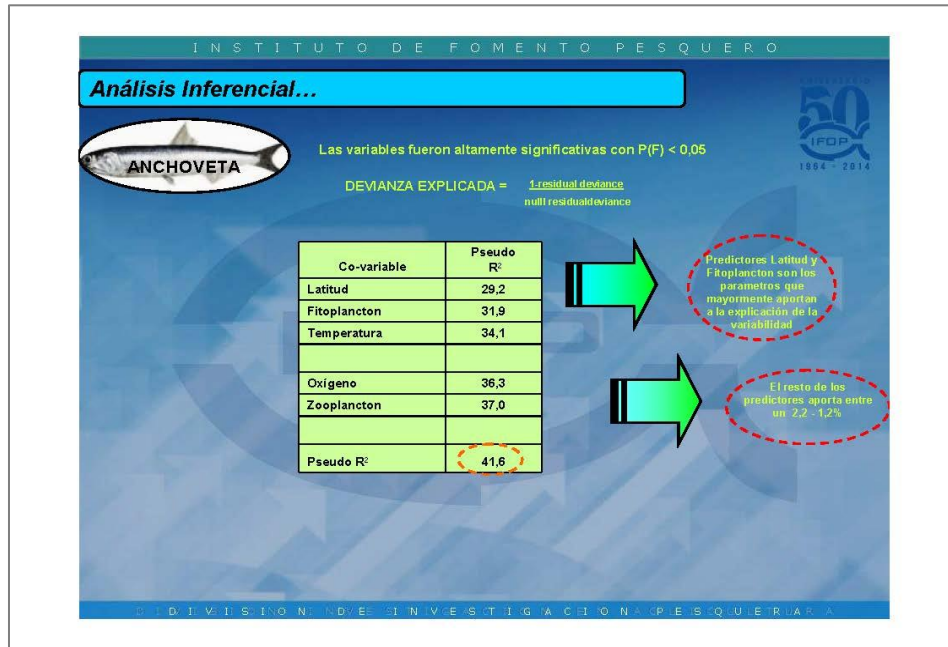 INSTITUTO DE FOMENTO PESQUERO
Análisis Inferencial...
50
IFOP
1964 - 2014
ANCHOVETA
Las variables fueron altamente significativas con P(F) < 0,05
DEVIANZA EXPLICADA = 1-residual deviance
nulll residualdeviance
Co-variable Pseudo R²
Latitud 29,2
Fitoplancton 31,9
Temperatura 34,1
Oxígeno 36,3
Zooplancton 37,0
Pseudo R² 41,6
Predictores Latitud y
Fitoplancton son los
parametros que
mayormente aportan
a la explicación de la
variabilidad
El resto de los
predictores aporta entre
un 2,2 - 1,2%